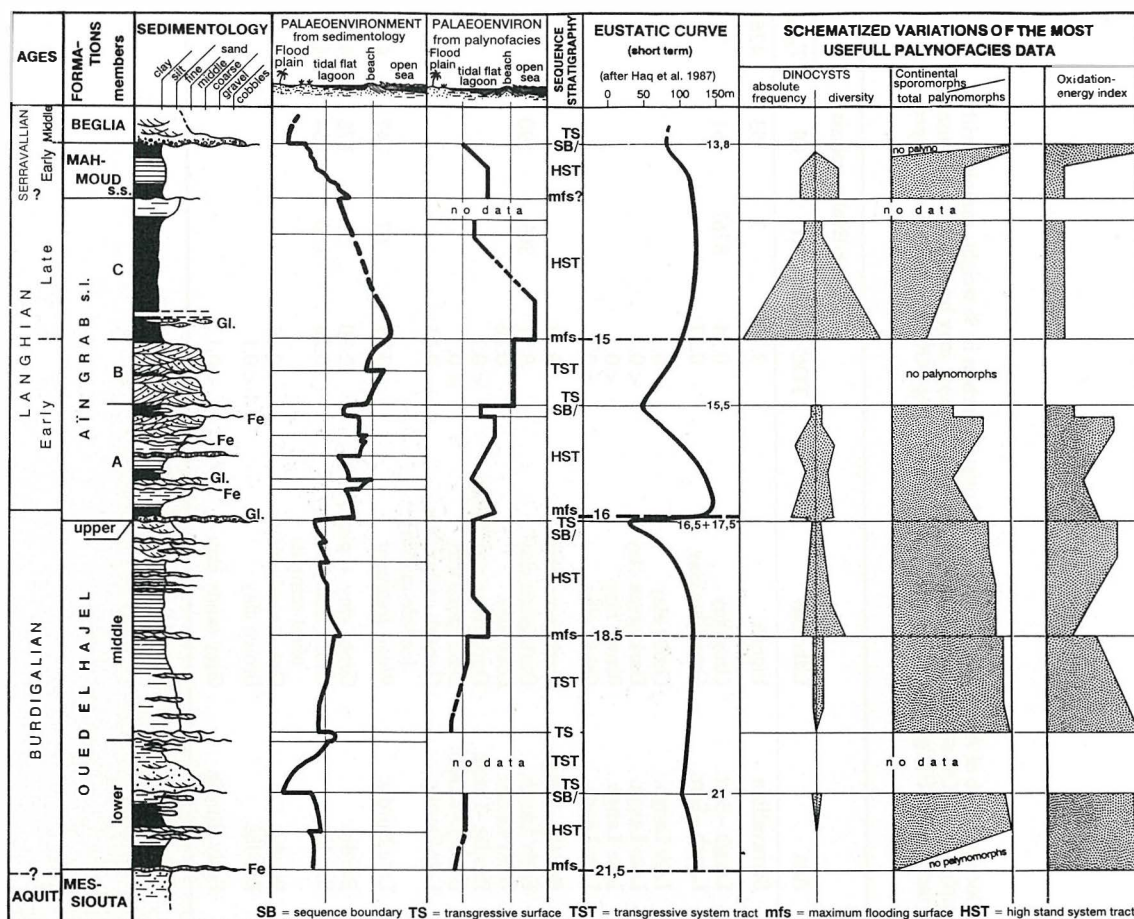 AGES
FORMATIONS
members
SEDIMENTOLOGY
clay
silt
fine
sand
middle
coarse
gravel
cobbles
PALAEOENVIRONMENT
from sedimentology
Flood
plain
tidal flat
lagoon
beach
open
sea
PALAEOENVIRON
from palynofacies
Flood
plain
tidal flat
lagoon
beach
open
sea
SEQUENCE
STRATIGRAPHY
EUSTATIC CURVE
(short term)
(after Haq et al. 1987)
0 50 100 150m
SCHEMATIZED VARIATIONS OF THE MOST
USEFULL PALYNOFACIES DATA
DINOCYSTS
absolute
frequency
diversity
Continental
sporomorphs
total palynomorphs
Oxidation-
energy index
SERRAVALLIAN
Middle
Early
?
LANGHIAN
Late
Early
BURDIGALIAN
?
AQUIT.
BEGLIA
MAH-
MOUD
s.s.
AÏN GRAB s.l.
C
B
A
OUED EL HAJEL
upper
middle
lower
MES-
SIOUTA
Gl.
Fe
Fe
Gl.
Fe
Gl.
Fe
no data
no data
TS
SB/
HST
mfs?
HST
mfs
TST
TS
SB/
HST
mfs
TS
SB/
HST
mfs
TST
TS
TST
TS
SB/
HST
mfs
13,8
15
15,5
16
16,5+17,5
18.5
21
21,5
no palyno
no data
no palynomorphs
no data
no palynomorphs
SB = sequence boundary TS = transgressive surface TST = transgressive system tract mfs = maximum flooding surface HST = high stand system tract